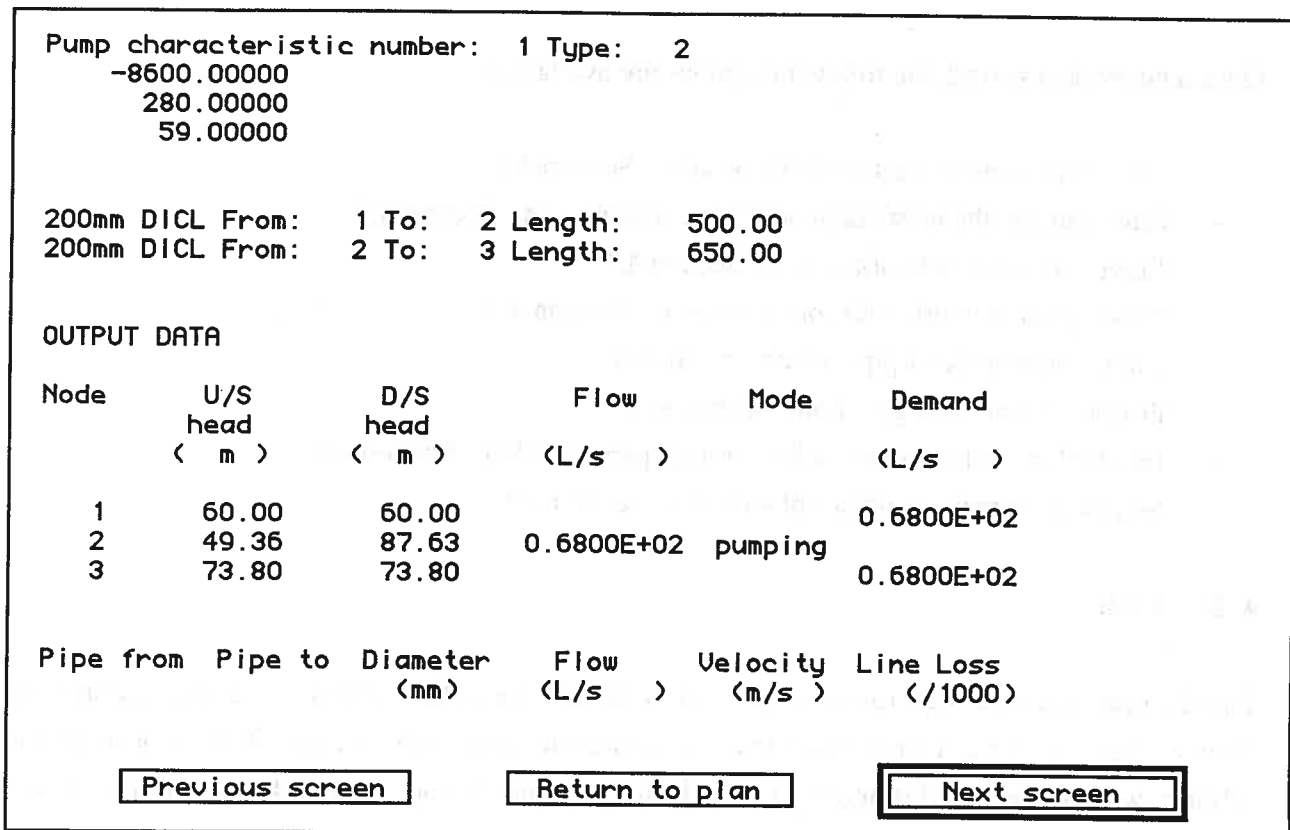 Pump characteristic number: 1 Type: 2
-8600.00000
280.00000
59.00000
200mm DICL From: 1 To: 2 Length: 500.00
200mm DICL From: 2 To: 3 Length: 650.00
OUTPUT DATA
Node U/S D/S Flow Mode Demand
head head
( m ) ( m ) (L/s ) (L/s )
1 60.00 60.00 0.6800E+02
2 49.36 87.63 0.6800E+02 pumping
3 73.80 73.80 0.6800E+02
Pipe from Pipe to Diameter Flow Velocity Line Loss
(mm) (L/s ) (m/s ) (/1000)
Previous screen Return to plan Next screen